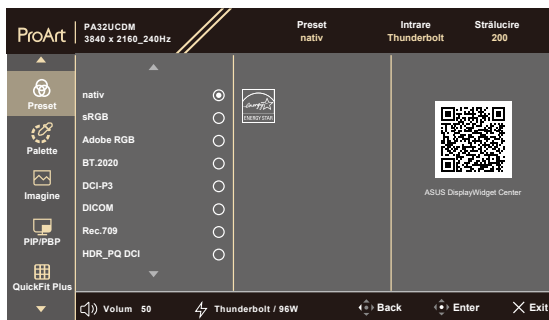 ProArt
PA32UCDM
3840 x 2160_240Hz
Preset
nativ
Intrare
Thunderbolt
Strălucire
200
Preset
Palette
Imagine
PIP/PBP
QuickFit Plus
nativ
sRGB
Adobe RGB
BT.2020
DCI-P3
DICOM
Rec.709
HDR_PQ DCI
energy
ENERGY STAR
ASUS DisplayWidget Center
Volum 50
Thunderbolt / 96W
Back
Enter
Exit